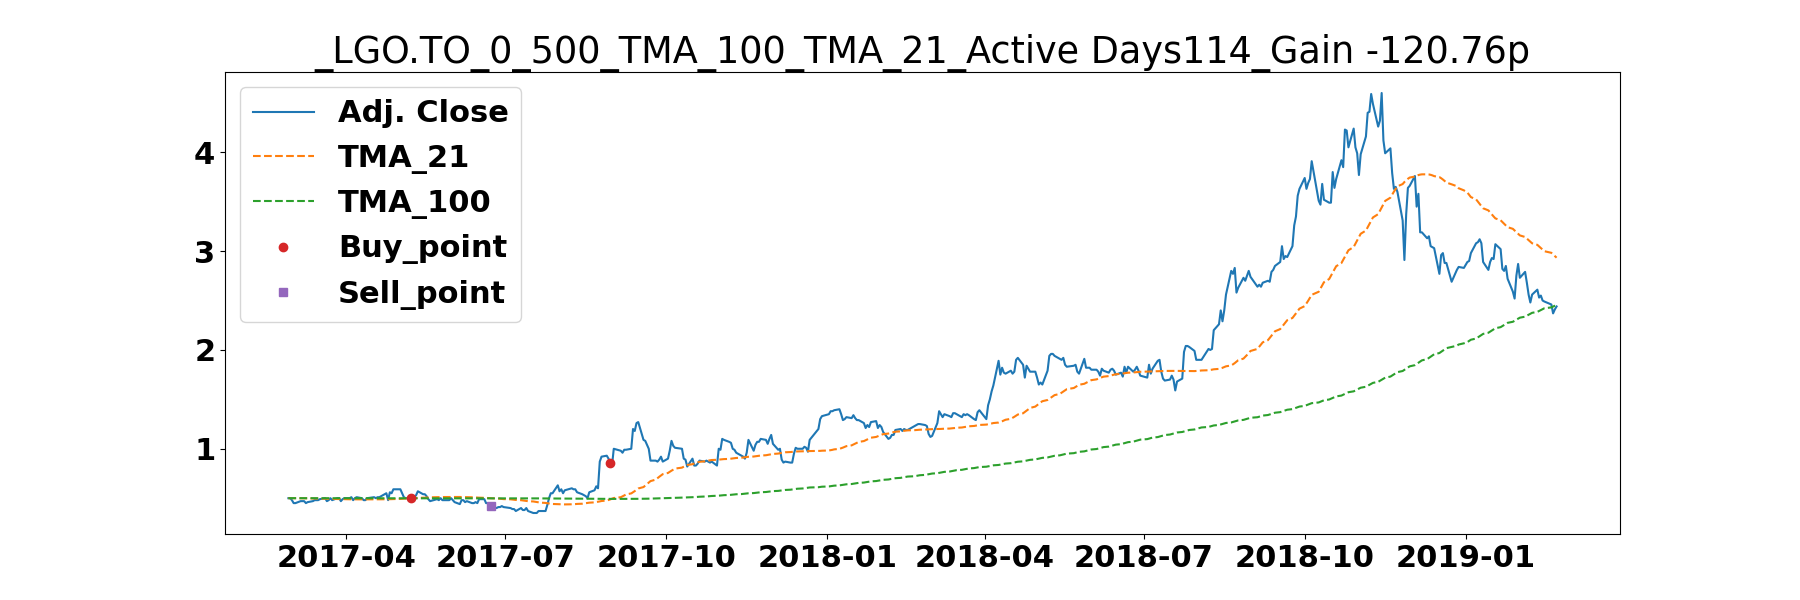 _LGO.TO_0_500_TMA_100_TMA_21_Active Days114_Gain -120.76p
Adj. Close
TMA_21
TMA_100
Buy_point
Sell_point
4
3
2
1
2017-04 2017-07 2017-10 2018-01 2018-04 2018-07 2018-10 2019-01